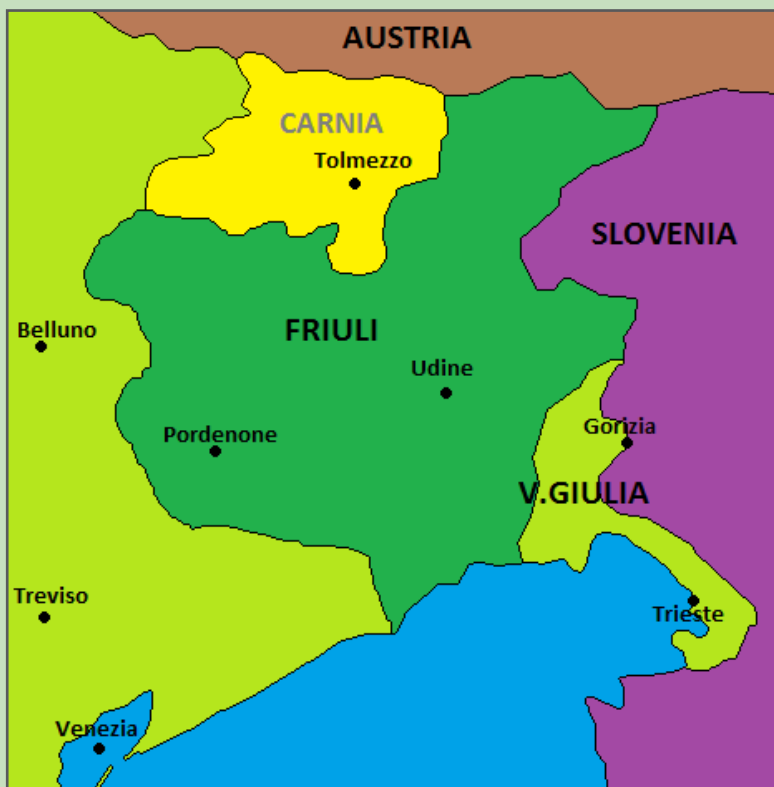 AUSTRIA
CARNIA
Tolmezzo
SLOVENIA
Belluno
FRIULI
Udine
Pordenone
Gorizia
V.GIULIA
Treviso
Trieste
Venezia